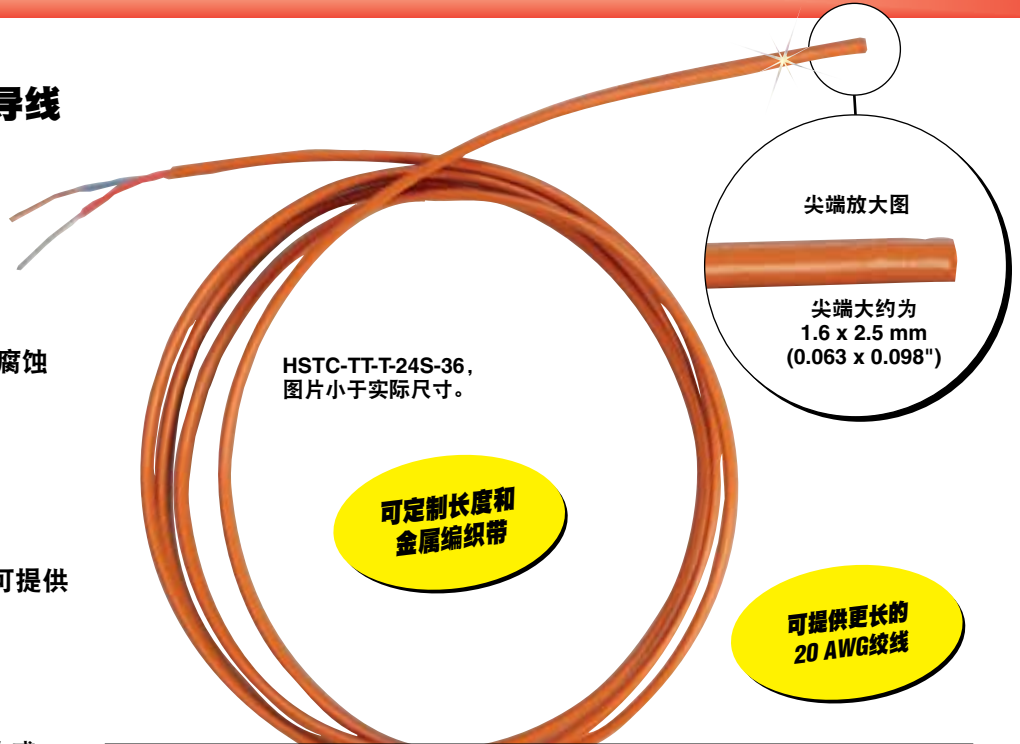 导线
尖端放大图
尖端大约为
1.6 x 2.5 mm
(0.063 x 0.098")
腐蚀
HSTC-TT-T-24S-36，
图片小于实际尺寸。
可定制长度和
金属编织带
可提供
可提供更长的
20 AWG绞线